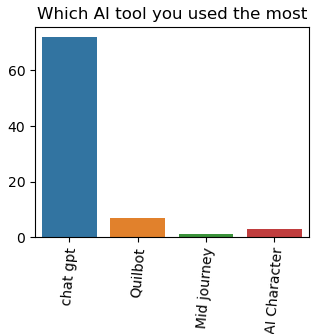 Which AI tool you used the most
60
40
20
0
chat gpt
Quilbot
Mid journey
AI Character